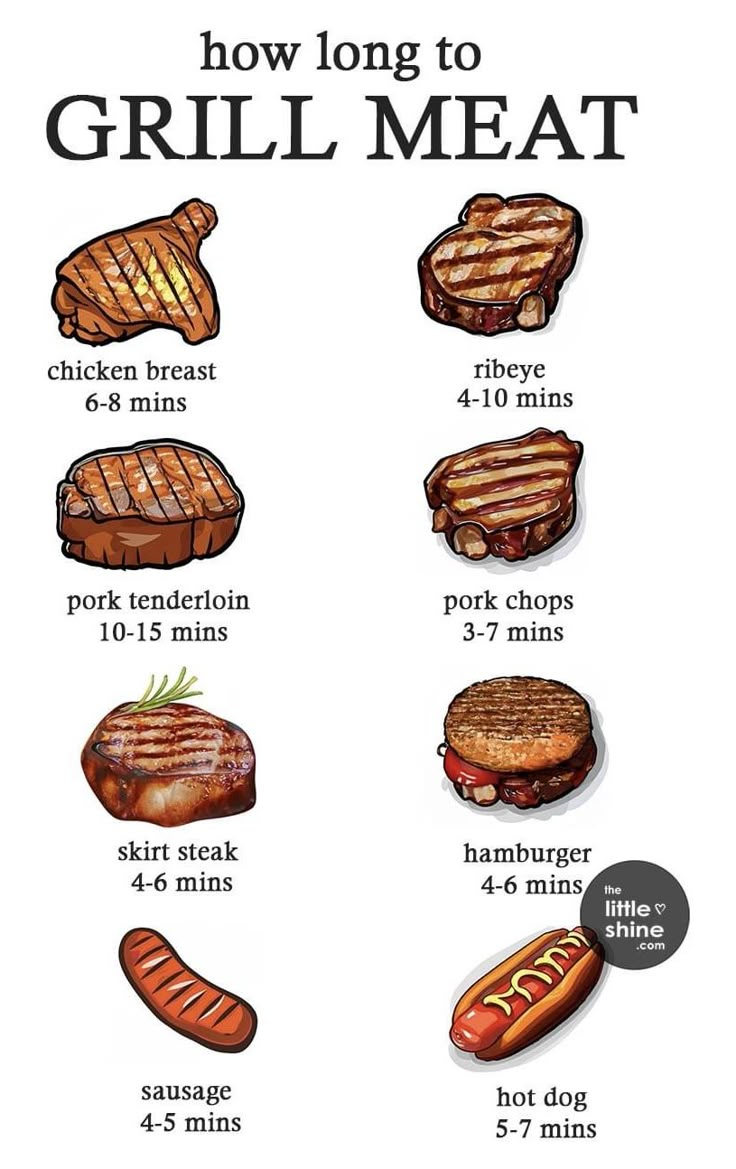 how long to
GRILL MEAT
chicken breast
6-8 mins
ribeye
4-10 mins
pork tenderloin
10-15 mins
pork chops
3-7 mins
skirt steak
4-6 mins
hamburger
4-6 mins
the
little ♡
shine
.com
sausage
4-5 mins
hot dog
5-7 mins